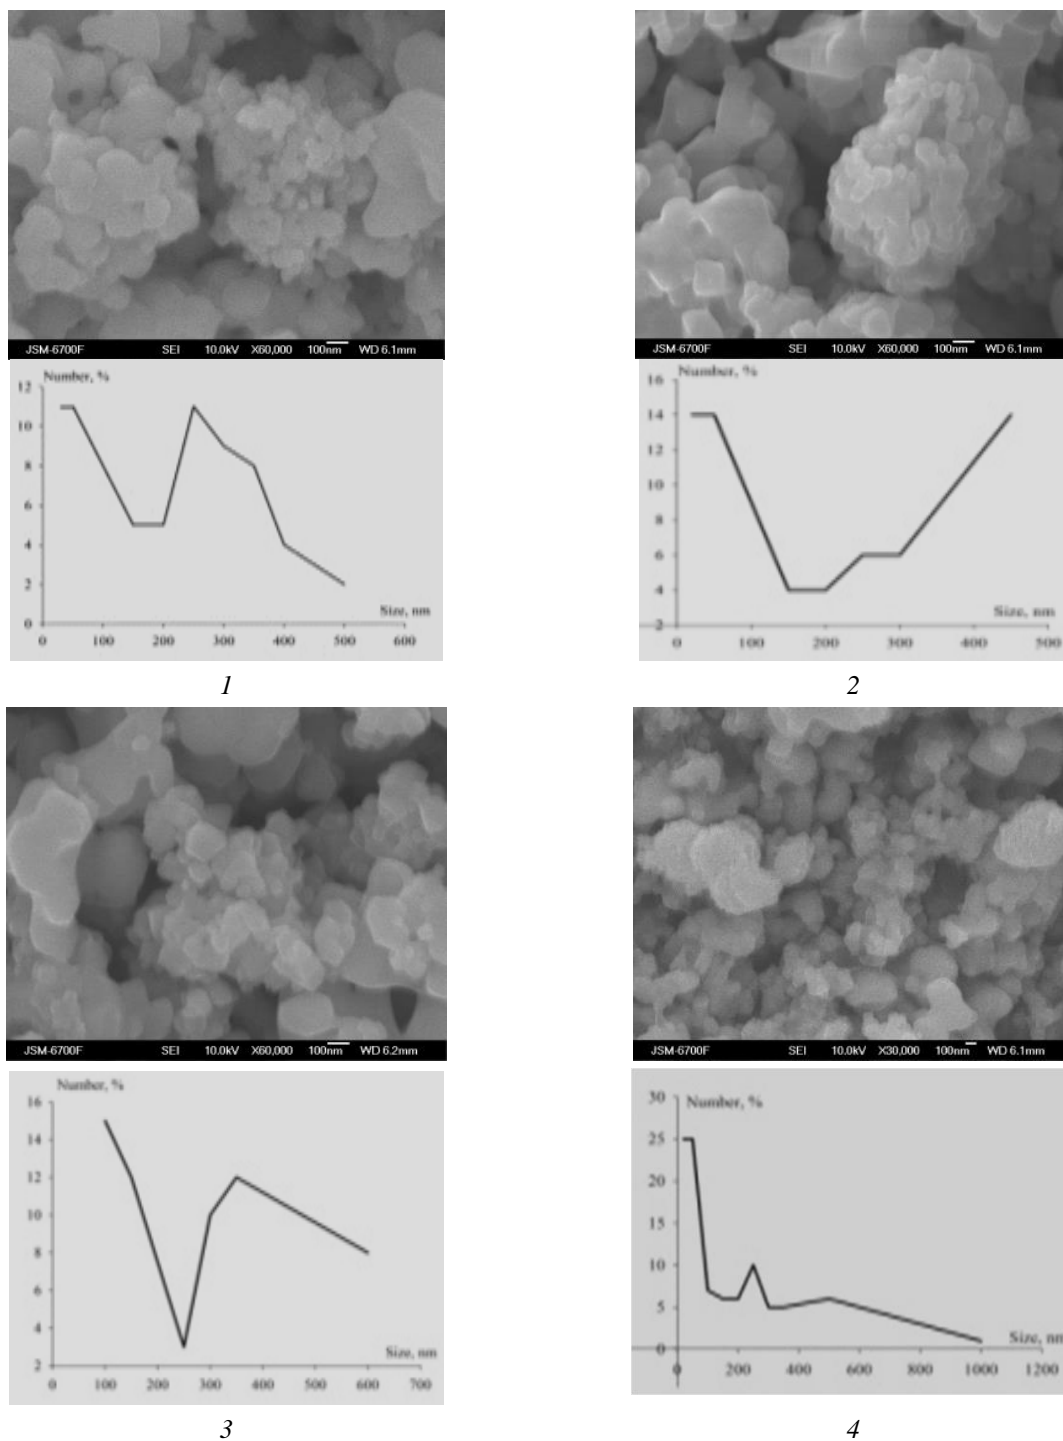 JSM-6700F SEI 10.0kV X60,000 100nm WD 6.1mm
JSM-6700F SEI 10.0kV X60,000 100nm WD 6.1mm
Number, %
12
10
8
6
4
2
0
Size, nm
0 100 200 300 400 500 600
Number, %
16
14
12
10
8
6
4
2
Size, nm
0 100 200 300 400 500
1
2
JSM-6700F SEI 10.0kV X60,000 100nm WD 6.2mm
JSM-6700F SEI 10.0kV X30,000 100nm WD 6.1mm
Number, %
16
14
12
10
8
6
4
2
Size, nm
0 100 200 300 400 500 600 700
Number, %
30
25
20
15
10
5
0
Size, nm
0 200 400 600 800 1000 1200
3
4